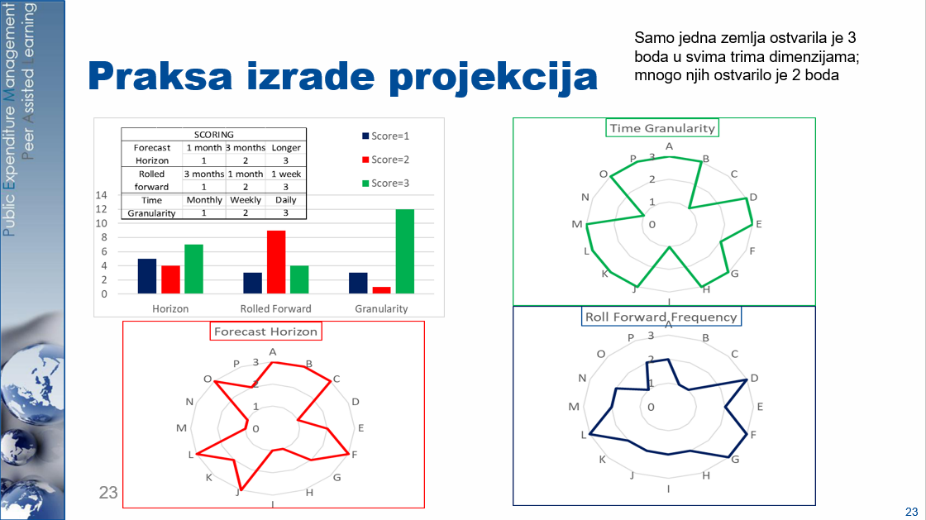 Public Expenditure Management
Peer Assisted Learning
Praksa izrade projekcija
Samo jedna zemlja ostvarila je 3
boda u svima trima dimenzijama;
mnogo njih ostvarilo je 2 boda
SCORING
Forecast Horizon 1 month 3 months Longer
1 2 3
Rolled forward 3 months 1 month 1 week
1 2 3
Time Granularity Monthly Weekly Daily
1 2 3
Score=1
Score=2
Score=3
14
12
10
8
6
4
2
0
Horizon Rolled Forward Granularity
Time Granularity
A
B
C
D
E
F
G
H
I
J
K
L
M
N
O
P
3
2
1
0
Forecast Horizon
A
B
C
D
E
F
G
H
I
J
K
L
M
N
O
P
3
2
1
0
Roll Forward Frequency
A
B
C
D
E
F
G
H
I
J
K
L
M
N
O
P
3
2
1
0
23
23